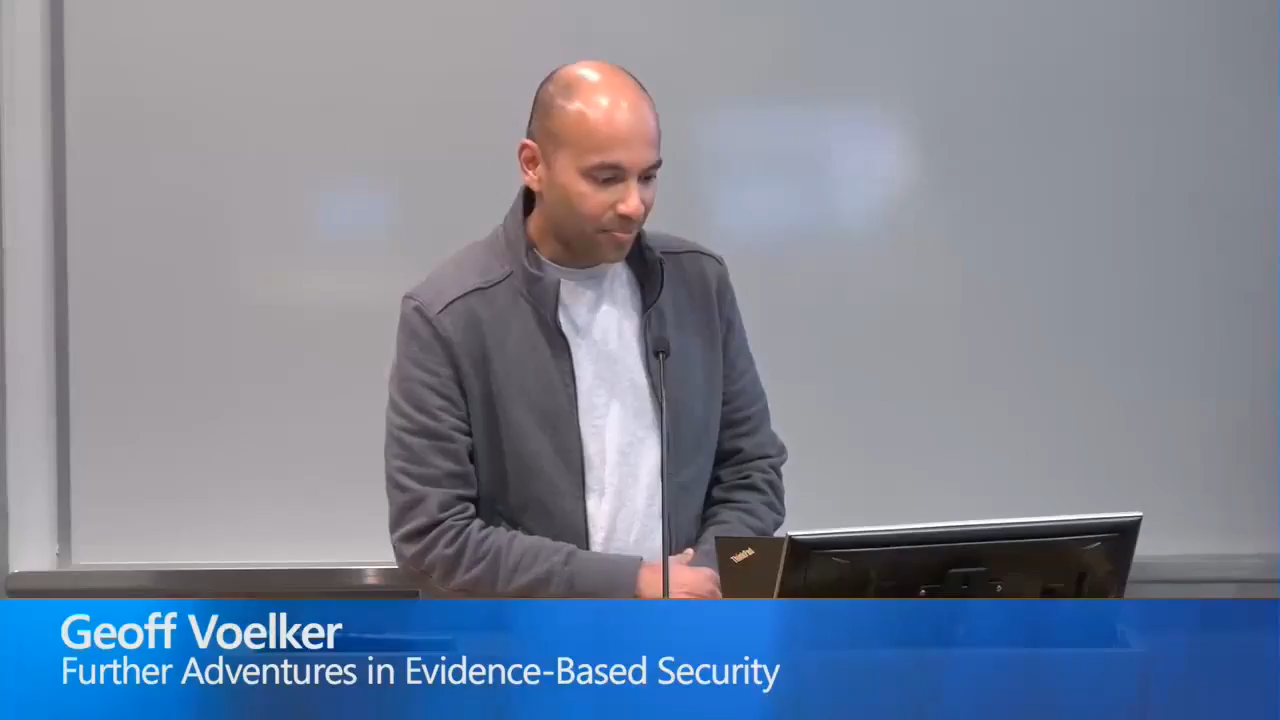 ThinkPad
Geoff Voelker
Further Adventures in Evidence-Based Security